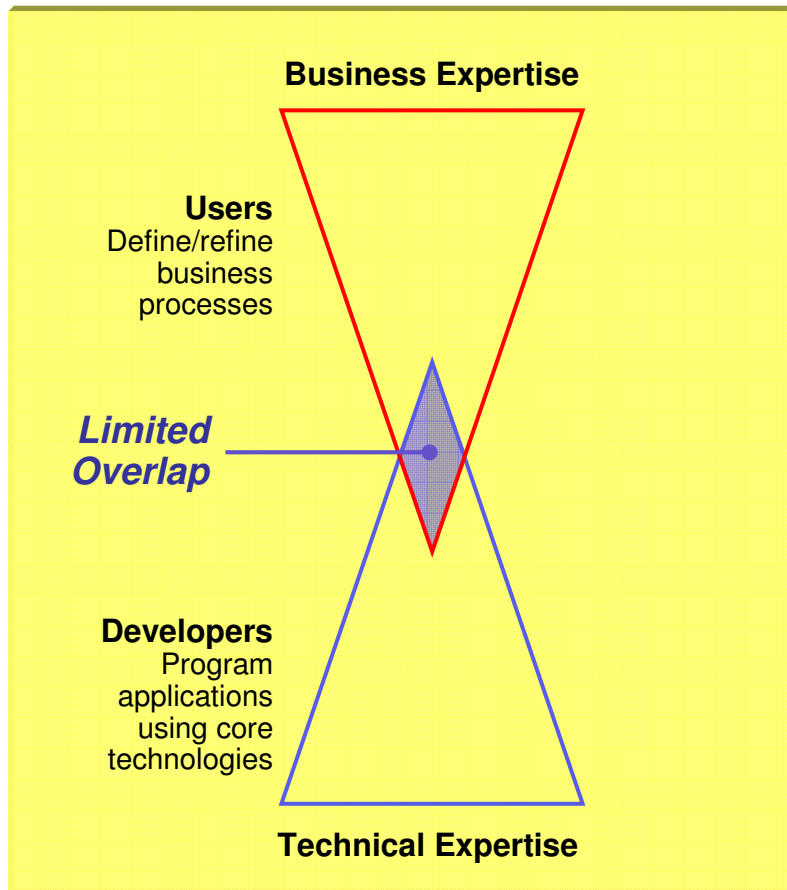 Business Expertise
Users
Define/refine
business
processes
Limited
Overlap
Developers
Program
applications
using core
technologies
Technical Expertise